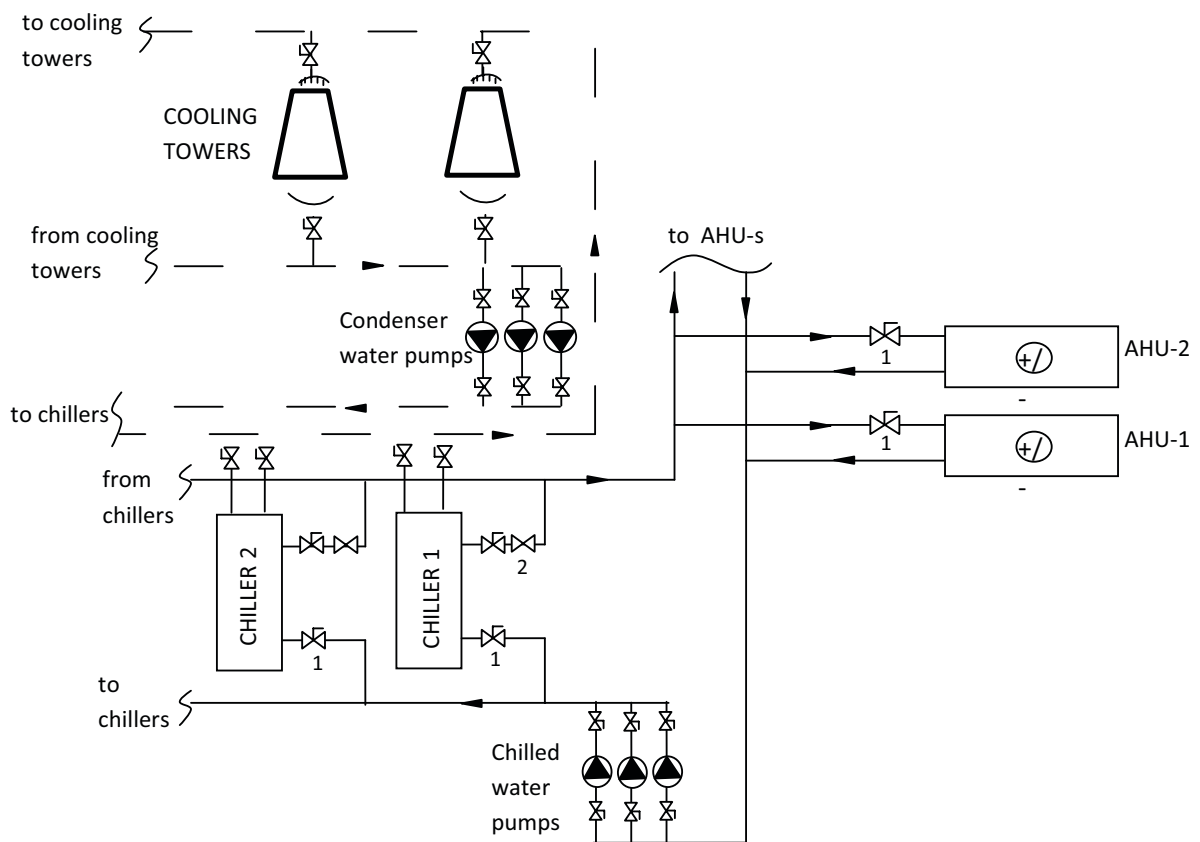 to cooling
towers
COOLING
TOWERS
from cooling
towers
to AHU-s
Condenser
water pumps
1
+/
AHU-2
-
to chillers
1
+/
AHU-1
-
from
chillers
CHILLER 2
CHILLER 1
2
1
1
to
chillers
Chilled
water
pumps